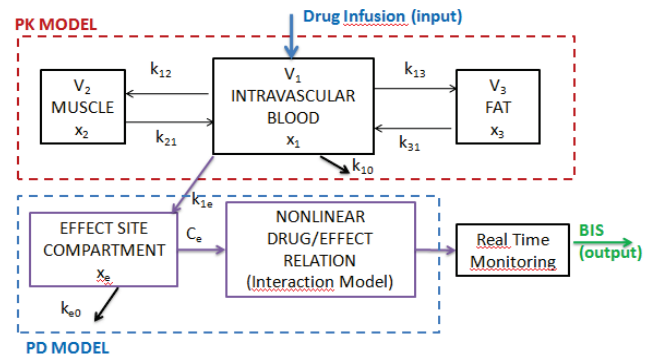 Drug Infusion (input)
PK MODEL
V2
MUSCLE
x2
k12
k21
V1
INTRAVASCULAR
BLOOD
x1
k13
k31
V3
FAT
x3
k10
k1e
EFFECT SITE
COMPARTMENT
xe
Ce
NONLINEAR
DRUG/EFFECT
RELATION
(Interaction Model)
Real Time
Monitoring
BIS
(output)
ke0
PD MODEL